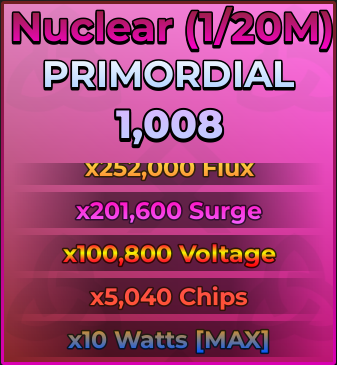 Nuclear (1/20M)
PRIMORDIAL
1,008
x252,000 Flux
x201,600 Surge
x100,800 Voltage
x5,040 Chips
x10 Watts [MAX]